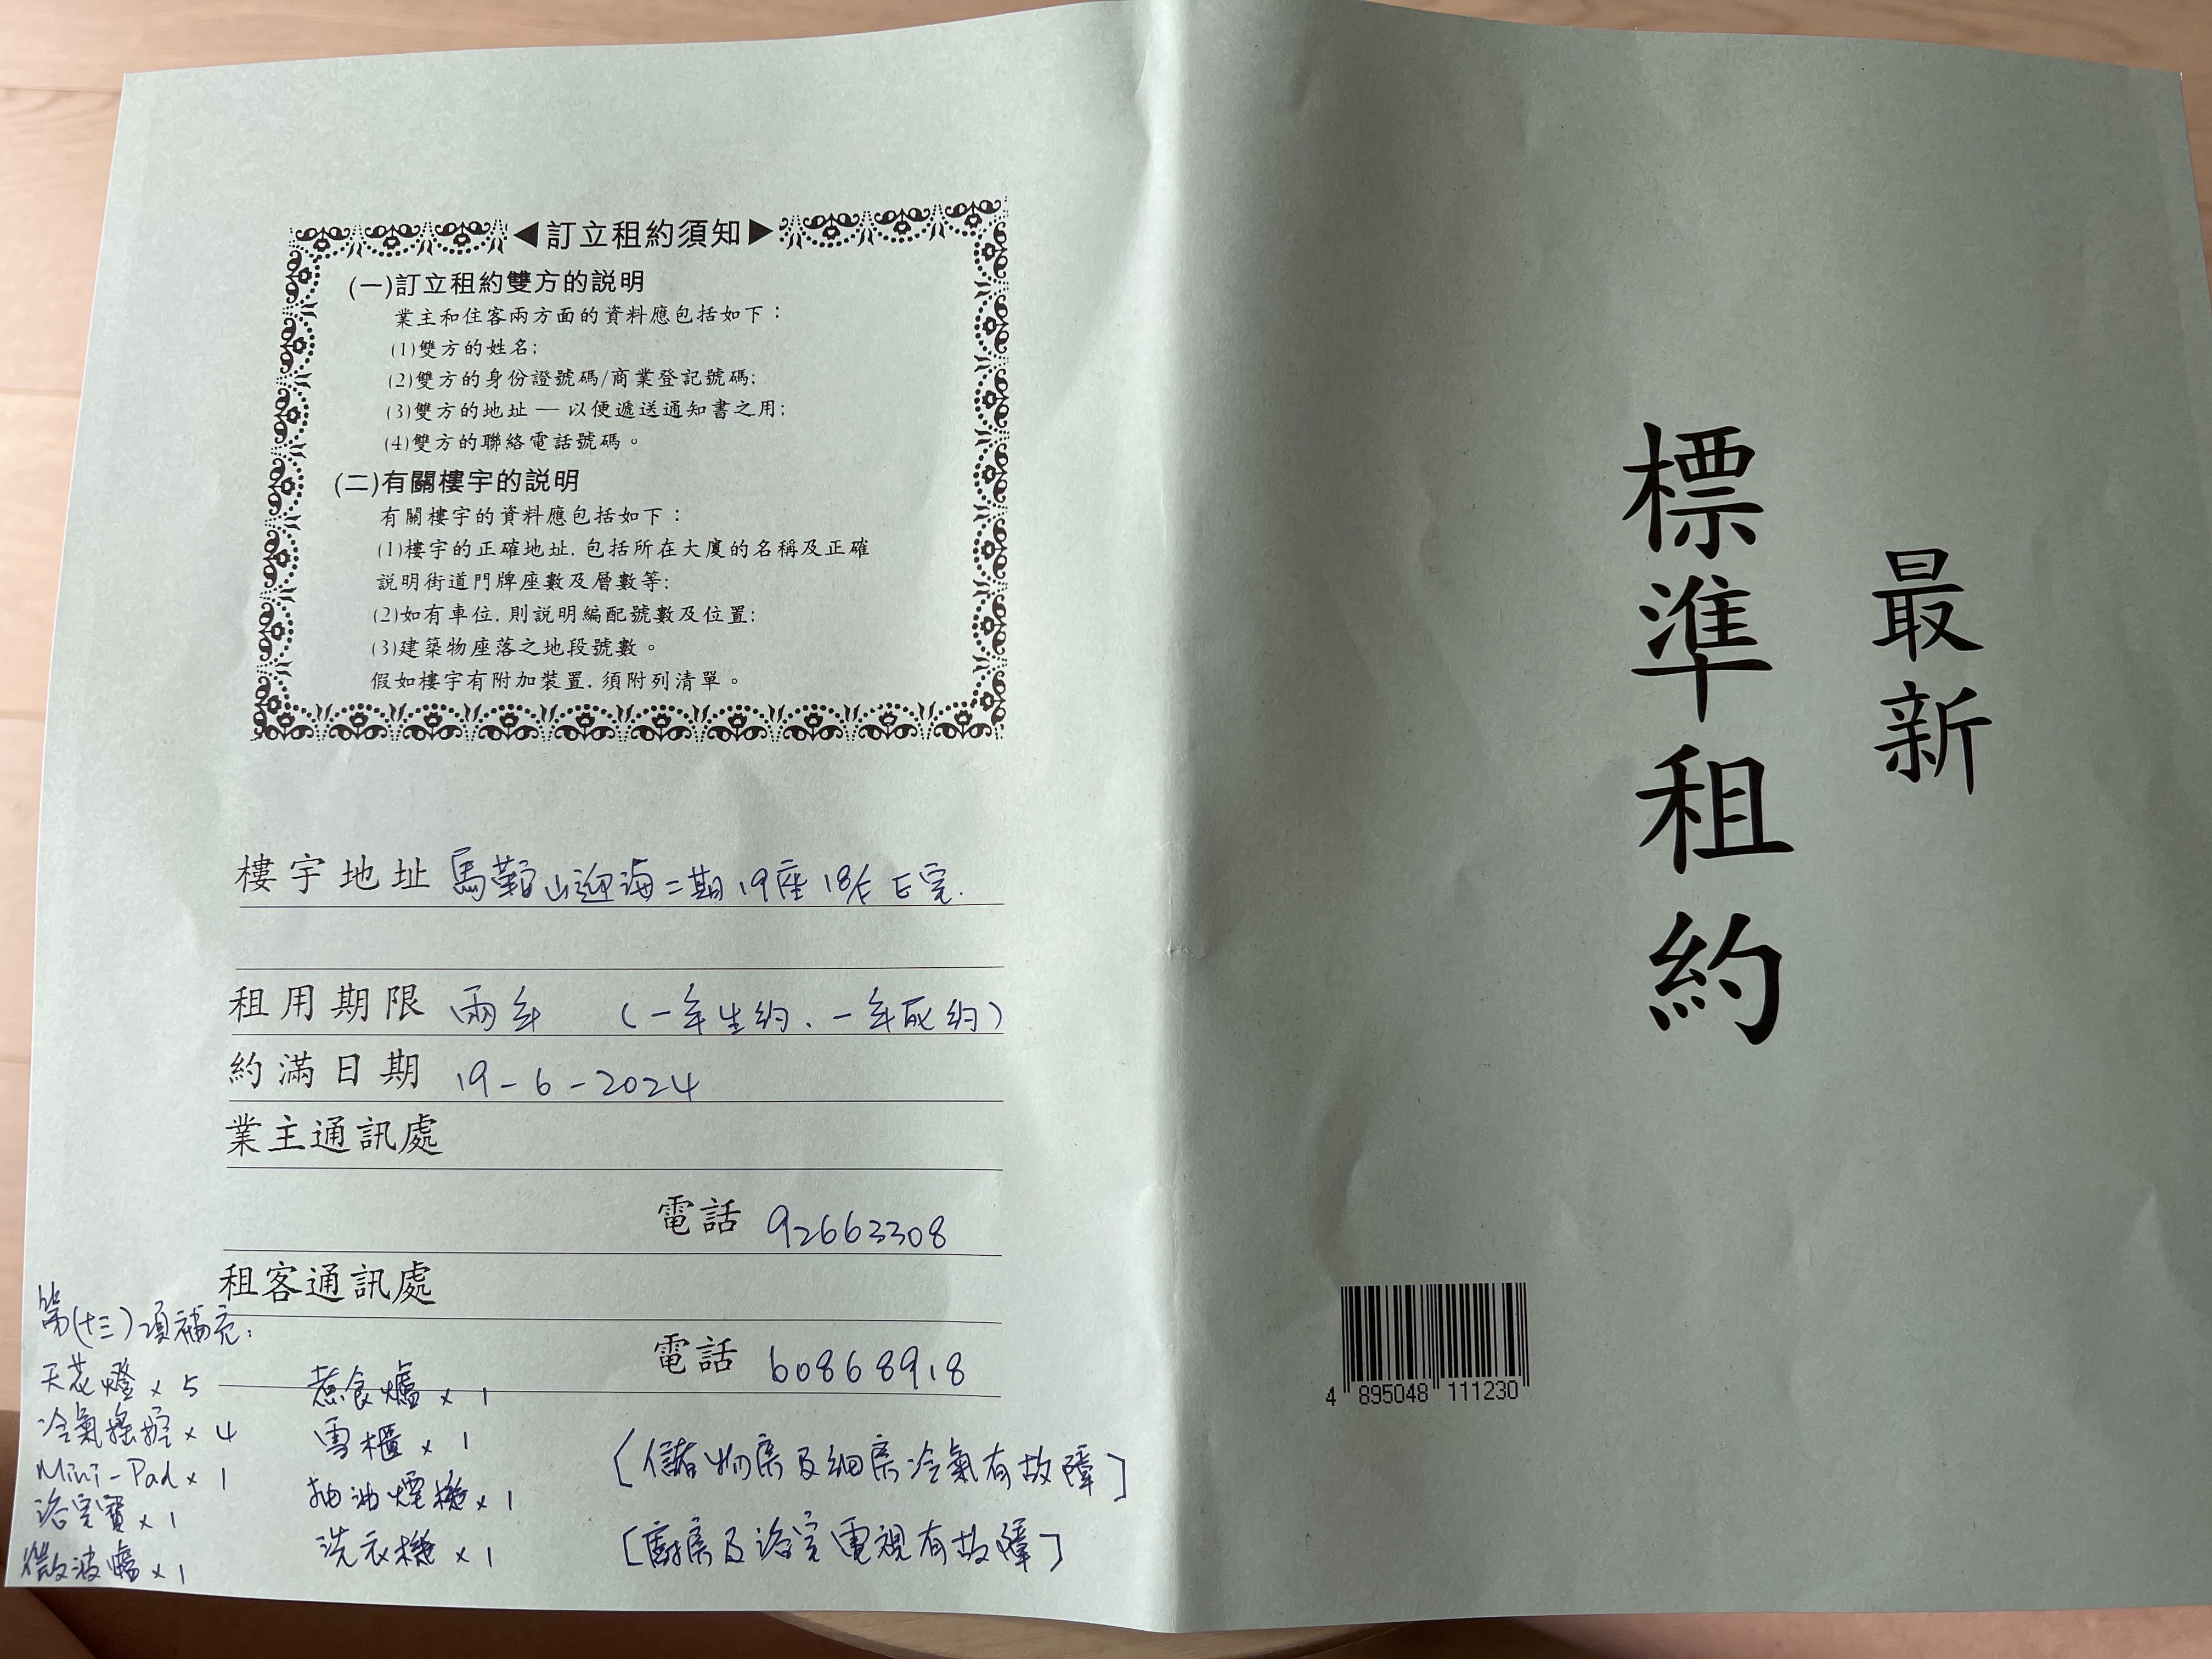 ◀訂立租約須知▶
(一)訂立租約雙方的説明
業主和住客兩方面的資料應包括如下：
(1)雙方的姓名;
(2)雙方的身份證號碼/商業登記號碼;
(3)雙方的地址 — 以便遞送通知書之用;
(4)雙方的聯絡電話號碼。
(二)有關樓宇的説明
有關樓宇的資料應包括如下：
(1)樓宇的正確地址, 包括所在大廈的名稱及正確
説明街道門牌座數及層數等;
(2)如有車位, 則説明編配號數及位置;
(3)建築物座落之地段號數。
假如樓宇有附加裝置, 須附列清單。
樓宇地址 馬鞍山迎海二期19座18/F E室.
租用期限 兩年 (一年生約、一年死約)
約滿日期 19-6-2024
業主通訊處
電話 92663308
租客通訊處
電話 60868918
第(十三)項補充:
天花燈 x 5
冷氣搖控 x 4
Mini-Pad x 1
浴室寶 x 1
微波爐 x 1
煮食爐 x 1
雪櫃 x 1
抽油煙機 x 1
洗衣機 x 1
[儲物房及細房冷氣有故障]
[廚房及浴室電視有故障]
最新
標準租約
4 895048 111230